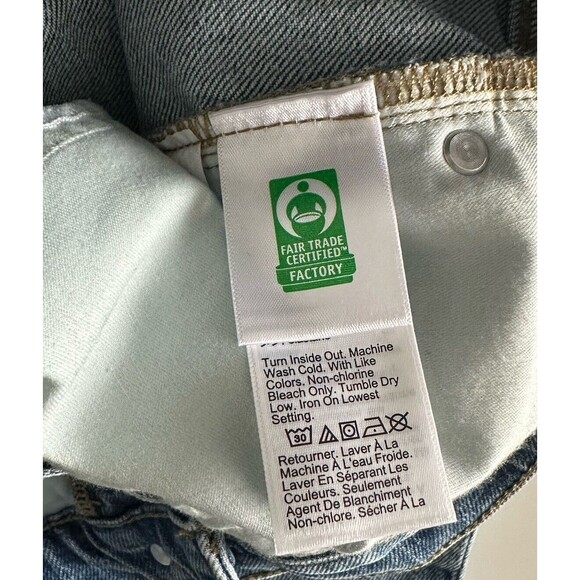 FAIR TRADE
CERTIFIED™
FACTORY
Turn Inside Out. Machine
Wash Cold. With Like
Colors. Non-chlorine
Bleach Only. Tumble Dry
Low. Iron On Lowest
Setting.
30
Retourner. Laver À La
Machine À L'eau Froide.
Laver En Séparant Les
Couleurs. Seulement
Agent De Blanchiment
Non-chlore. Sécher À La